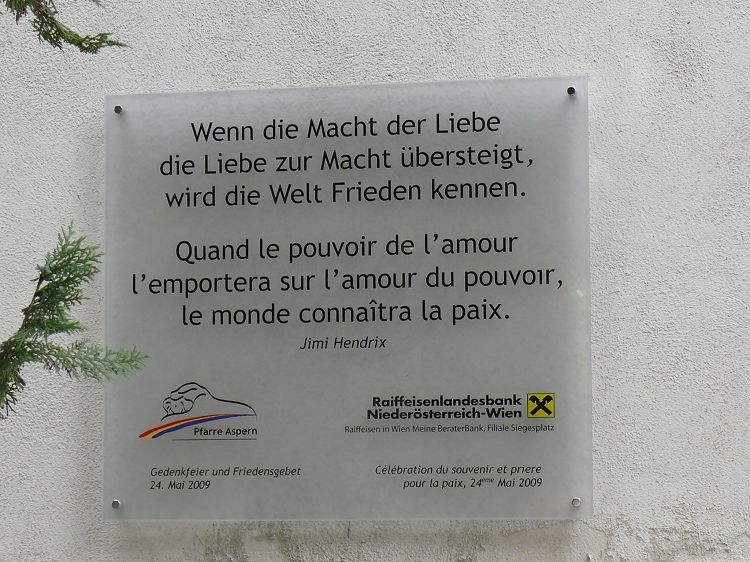 Wenn die Macht der Liebe
die Liebe zur Macht übersteigt,
wird die Welt Frieden kennen.
Quand le pouvoir de l'amour
l'emportera sur l'amour du pouvoir,
le monde connaîtra la paix.
Jimi Hendrix
Pfarre Aspern
Raiffeisenlandesbank
Niederösterreich-Wien
Raiffeisen in Wien Meine BeraterBank, Filiale Siegesplatz
Gedenkfeier und Friedensgebet
24. Mai 2009
Célébration du souvenir et priere
pour la paix, 24ème Mai 2009